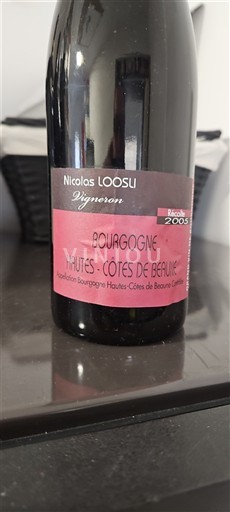 Nicolas LOOSLI
Vigneron
Récolte
2005
BOURGOGNE
HAUTES - CÔTES DE BEAUNE
Appellation Bourgogne Hautes-Côtes de Beaune Contrôlée